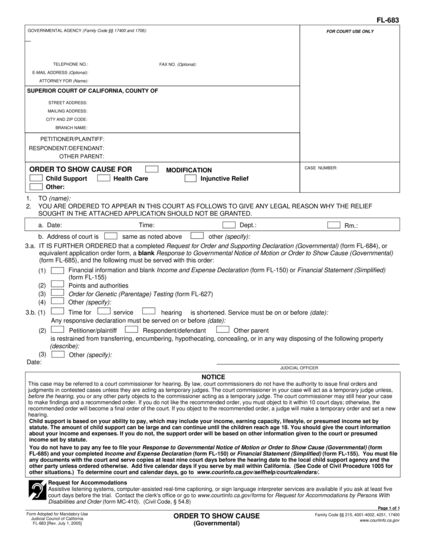 FL-683
GOVERNMENTAL AGENCY (Family Code §§ 17400 and 1706):
FOR COURT USE ONLY
TELEPHONE NO.: FAX NO. (Optional):
E-MAIL ADDRESS (Optional):
ATTORNEY FOR (Name):
SUPERIOR COURT OF CALIFORNIA, COUNTY OF
STREET ADDRESS:
MAILING ADDRESS:
CITY AND ZIP CODE:
BRANCH NAME:
PETITIONER/PLAINTIFF:
RESPONDENT/DEFENDANT:
OTHER PARENT:
ORDER TO SHOW CAUSE FOR MODIFICATION
CASE NUMBER:
Child Support Health Care Injunctive Relief
Other:
1. TO (name):
2. YOU ARE ORDERED TO APPEAR IN THIS COURT AS FOLLOWS TO GIVE ANY LEGAL REASON WHY THE RELIEF
SOUGHT IN THE ATTACHED APPLICATION SHOULD NOT BE GRANTED.
a. Date: Time: Dept.: Rm.:
b. Address of court is same as noted above other (specify):
3.a. IT IS FURTHER ORDERED that a completed Request for Order and Supporting Declaration (Governmental) (form FL-684), or
equivalent application order form, a blank Response to Governmental Notice of Motion or Order to Show Cause (Governmental)
(form FL-685), and the following must be served with this order:
(1) Financial information and blank Income and Expense Declaration (form FL-150) or Financial Statement (Simplified)
(form FL-155)
(2) Points and authorities
(3) Order for Genetic (Parentage) Testing (form FL-627)
(4) Other (specify):
3.b. (1) Time for service hearing is shortened. Service must be on or before (date):
Any responsive declaration must be served on or before (date):
(2) Petitioner/plaintiff Respondent/defendant Other parent
is restrained from transferring, encumbering, hypothecating, concealing, or in any way disposing of the following property
(describe):
(3) Other (specify):
Date:
JUDICIAL OFFICER
NOTICE
This case may be referred to a court commissioner for hearing. By law, court commissioners do not have the authority to issue final orders and
judgments in contested cases unless they are acting as temporary judges. The court commissioner in your case will act as a temporary judge unless,
before the hearing, you or any other party objects to the commissioner acting as a temporary judge. The court commissioner may still hear your case
to make findings and a recommended order. If you do not like the recommended order, you must object to it within 10 court days; otherwise, the
recommended order will become a final order of the court. If you object to the recommended order, a judge will make a temporary order and set a new
hearing.
Child support is based on your ability to pay, which may include your income, earning capacity, lifestyle, or presumed income set by
statute. The amount of child support can be large and can continue until the children reach age 18. You should give the court information
about your income and expenses. If you do not, the support order will be based on other information given to the court or presumed
income set by statute.
You do not have to pay any fee to file your Response to Governmental Notice of Motion or Order to Show Cause (Governmental) (form
FL-685) and your completed Income and Expense Declaration (form FL-150) or Financial Statement (Simplified) (form FL-155). You must file
any documents with the court and serve copies at least nine court days before the hearing date to the local child support agency and the
other party unless ordered otherwise. Add five calendar days if you serve by mail within California. (See Code of Civil Procedure 1005 for
other situations.) To determine court and calendar days, go to www.courtinfo.ca.gov/selfhelp/courtcalendars/.
Request for Accommodations
Assistive listening systems, computer-assisted real-time captioning, or sign language interpreter services are available if you ask at least five
court days before the trial. Contact the clerk's office or go to www.courtinfo.ca.gov/forms for Request for Accommodations by Persons With
Disabilities and Order (form MC-410). (Civil Code, § 54.8)
Page 1 of 1
Form Adopted for Mandatory Use
Judicial Council of California
FL-683 [Rev. July 1, 2005]
ORDER TO SHOW CAUSE
(Governmental)
Family Code §§ 215, 4001-4002, 4251, 17400
www.courtinfo.ca.gov